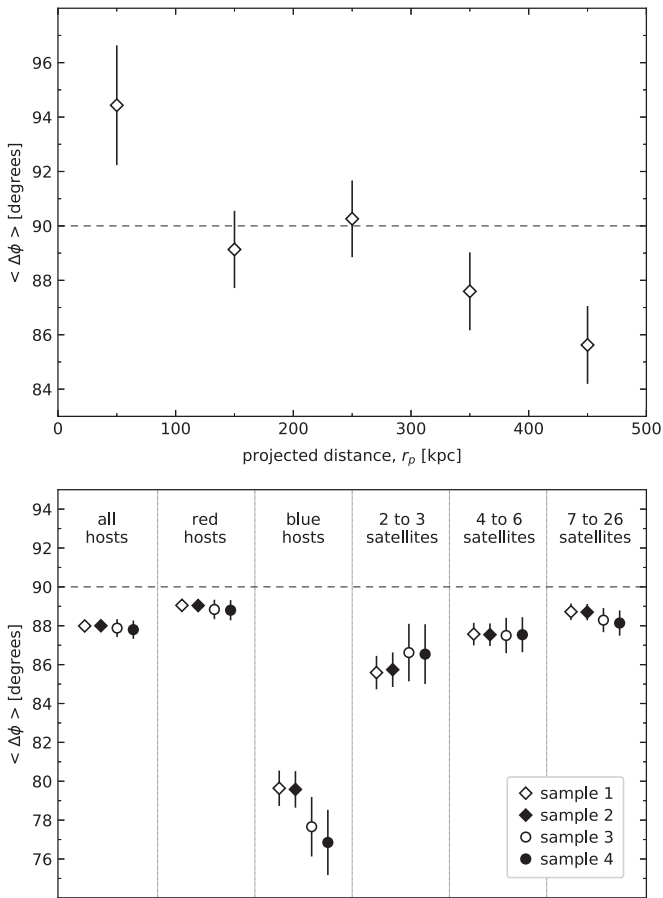 96
94
92
90
88
86
84
< Δϕ > [degrees]
0 100 200 300 400 500
projected distance, r_p [kpc]
94
92
90
88
86
84
82
80
78
76
< Δϕ > [degrees]
all red blue 2 to 3 4 to 6 7 to 26
hosts hosts hosts satellites satellites satellites
sample 1
sample 2
sample 3
sample 4